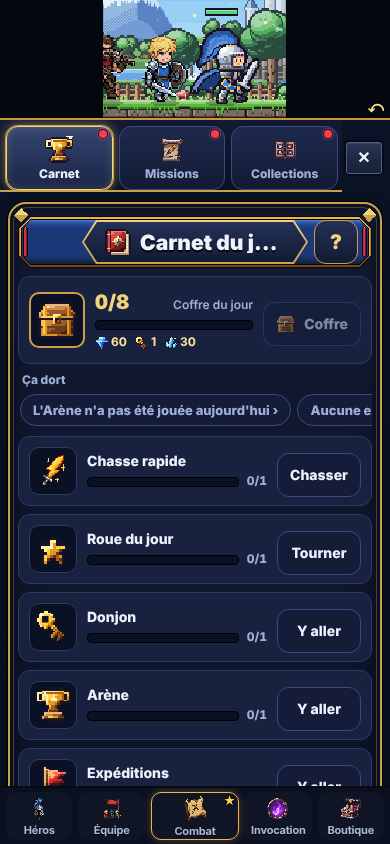 Carnet
Missions
Collections
×
Carnet du j…
?
0/8
Coffre du jour
60
1
30
Coffre
Ça dort
L'Arène n'a pas été jouée aujourd'hui ›
Aucune e
Chasse rapide
0/1
Chasser
Roue du jour
0/1
Tourner
Donjon
0/1
Y aller
Arène
0/1
Y aller
Expéditions
Y aller
Héros
Équipe
Combat
Invocation
Boutique